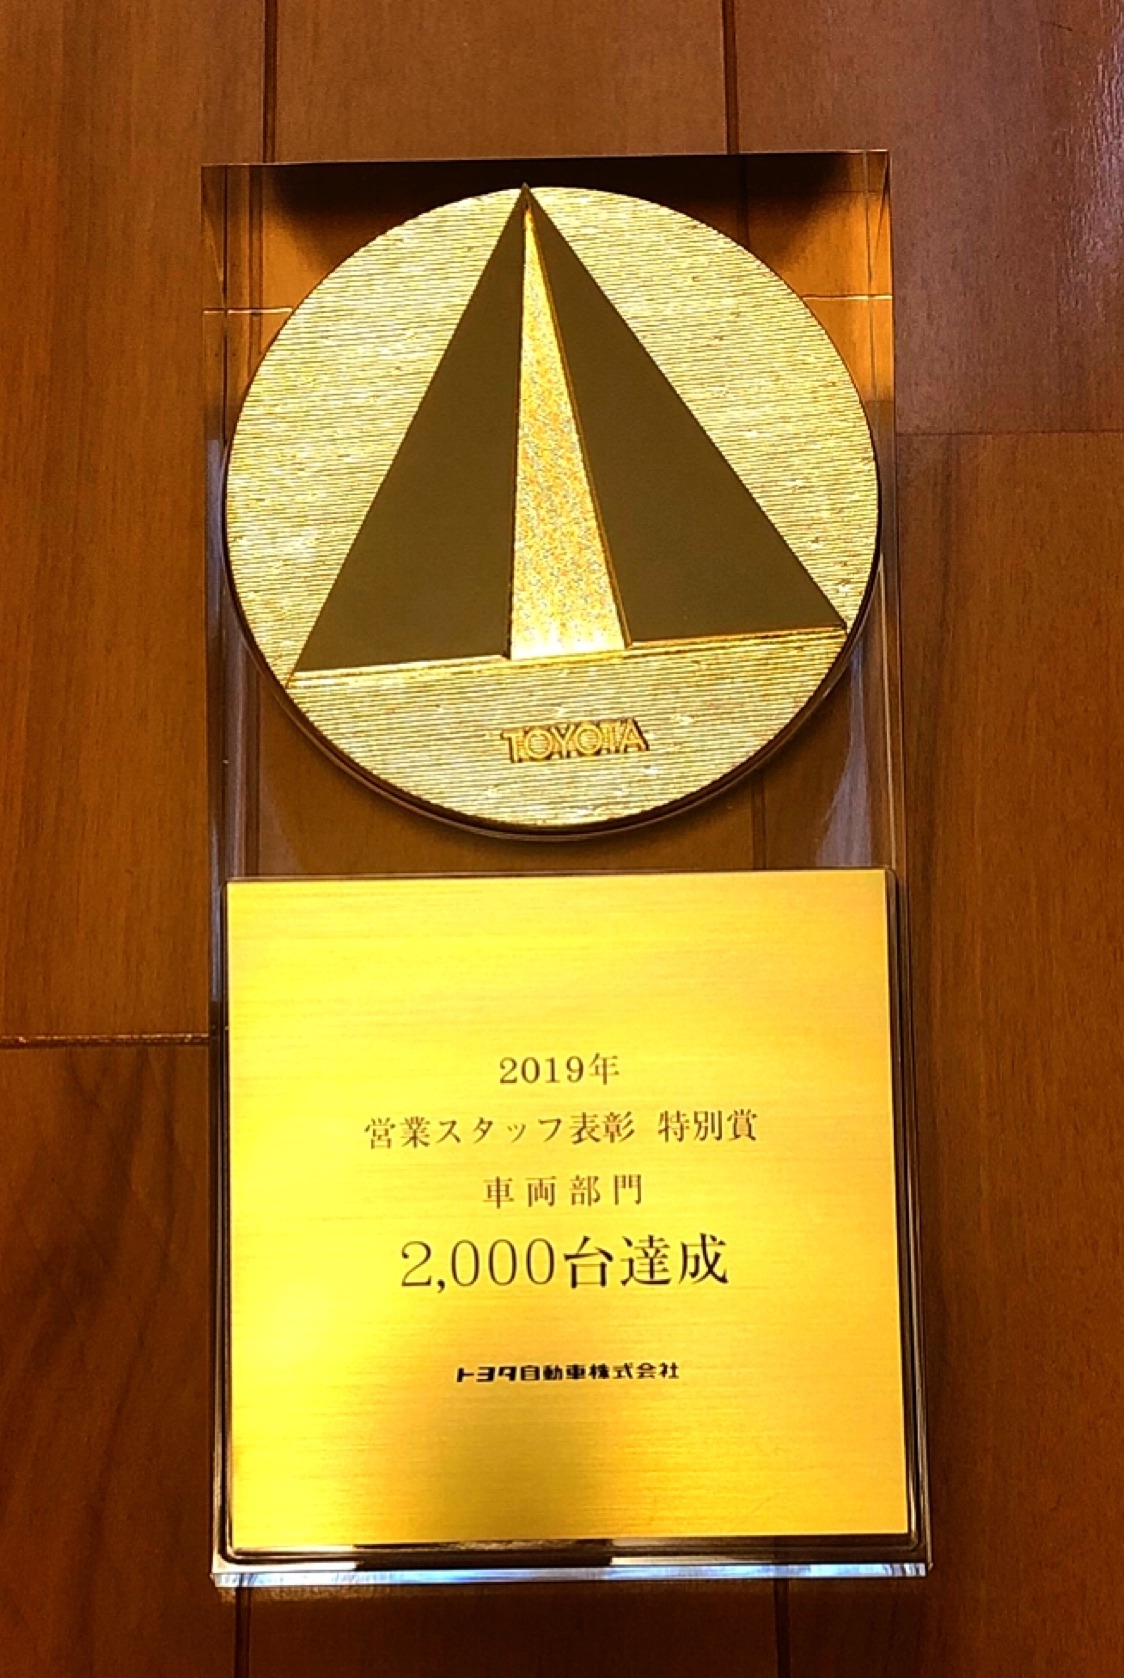 TOYOTA
2019年
営業スタッフ表彰 特別賞
車両部門
2,000台達成
トヨタ自動車株式会社